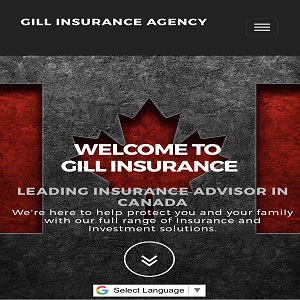 GILL INSURANCE AGENCY
WELCOME TO
GILL INSURANCE
LEADING INSURANCE ADVISOR IN
CANADA
We're here to help protect you and your family
with our full range of Insurance and
Investment solutions.
Select Language ▼